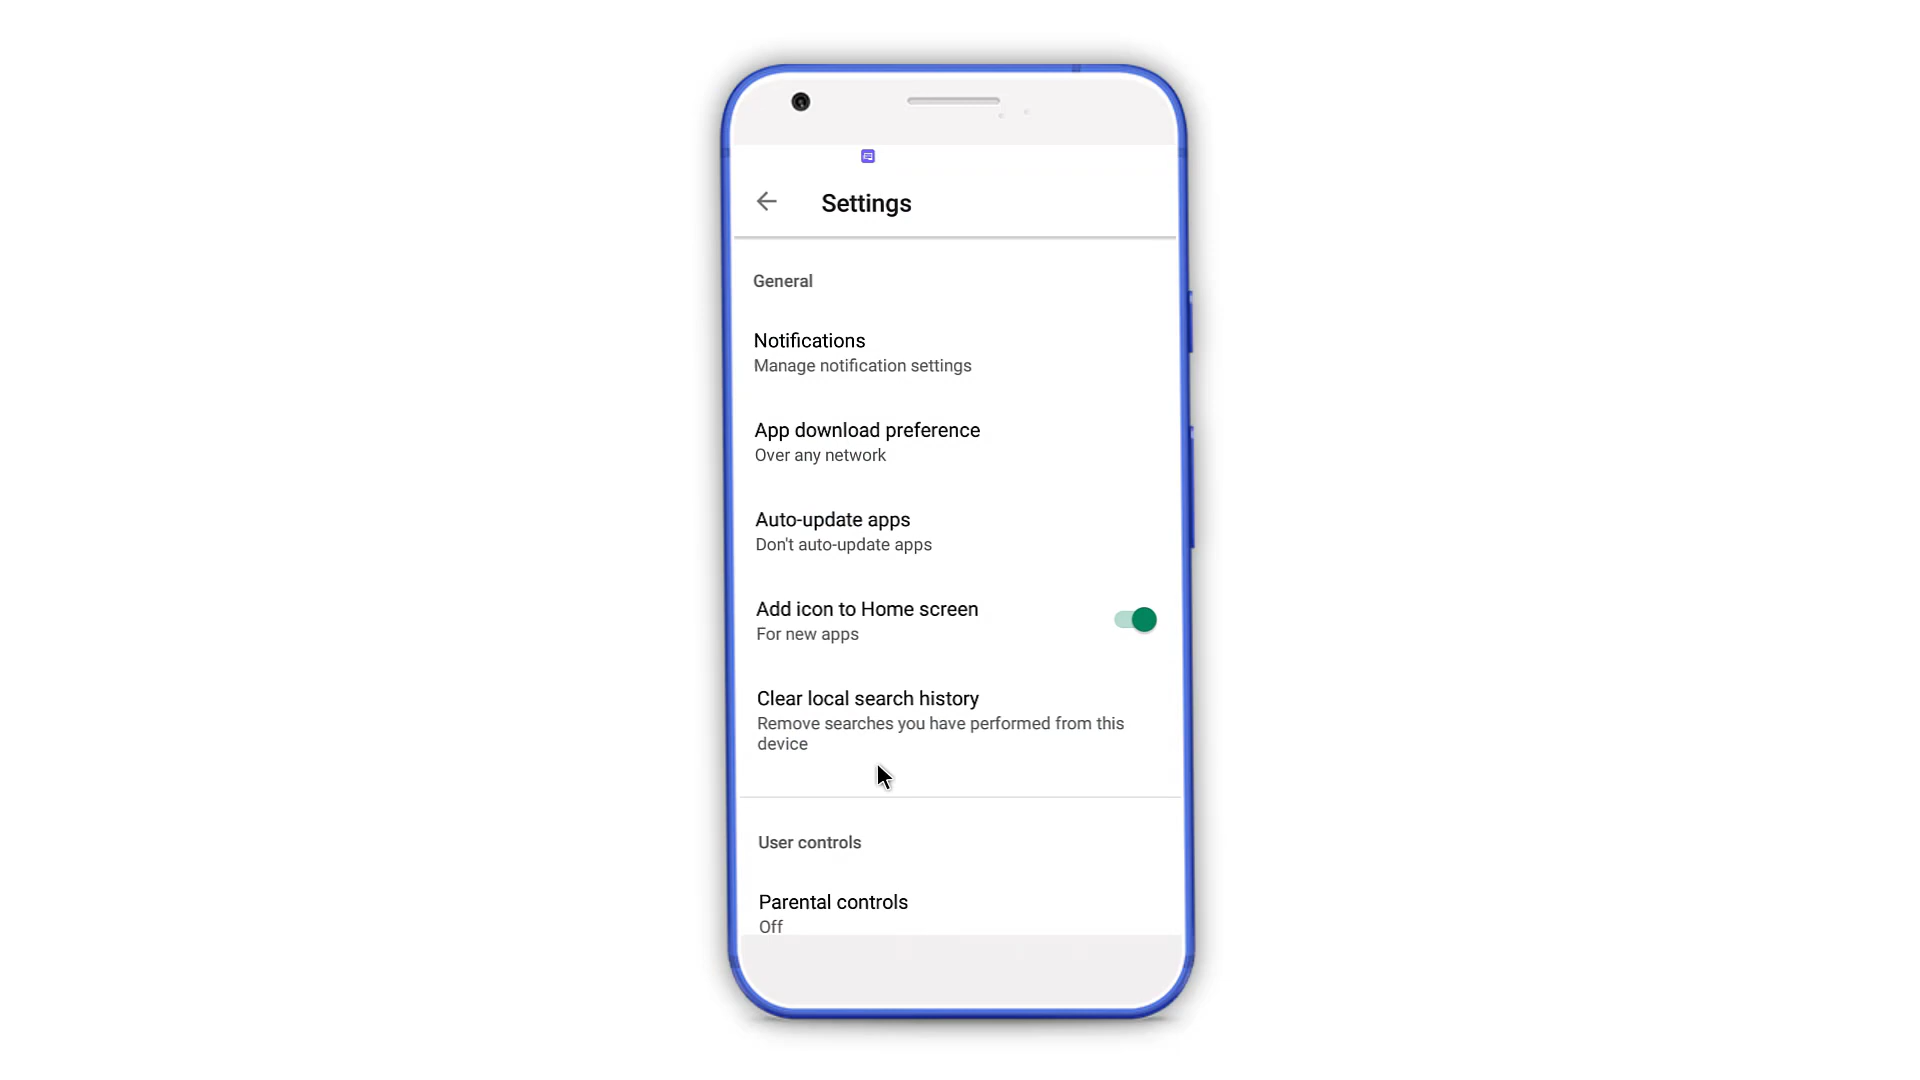 Settings
General
Notifications
Manage notification settings
App download preference
Over any network
Auto-update apps
Don't auto-update apps
Add icon to Home screen
For new apps
Clear local search history
Remove searches you have performed from this
device
User controls
Parental controls
Off